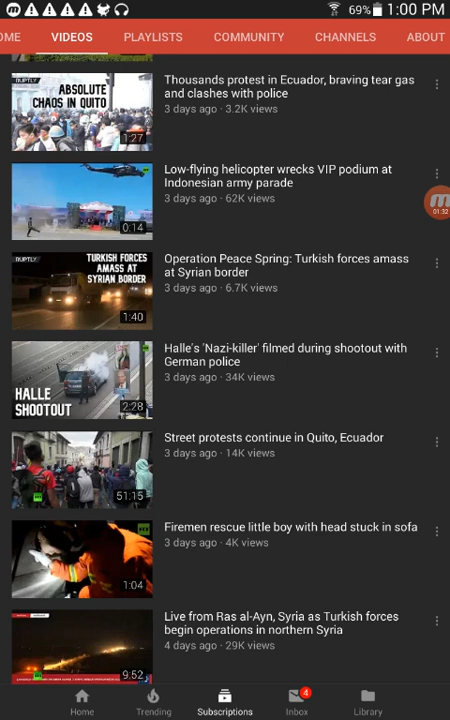 69% 1:00 PM
OME VIDEOS PLAYLISTS COMMUNITY CHANNELS ABOUT
RUPTLY
ABSOLUTE
CHAOS IN QUITO
1:27
Thousands protest in Ecuador, braving tear gas
and clashes with police
3 days ago · 3.2K views
0:14
Low-flying helicopter wrecks VIP podium at
Indonesian army parade
3 days ago · 62K views
01:32
RUPTLY
TURKISH FORCES
AMASS AT
SYRIAN BORDER
1:40
Operation Peace Spring: Turkish forces amass
at Syrian border
3 days ago · 6.7K views
HALLE
SHOOTOUT
2:28
Halle's 'Nazi-killer' filmed during shootout with
German police
3 days ago · 34K views
51:15
Street protests continue in Quito, Ecuador
3 days ago · 14K views
RT
1:04
Firemen rescue little boy with head stuck in sofa
3 days ago · 4K views
9:52
Live from Ras al-Ayn, Syria as Turkish forces
begin operations in northern Syria
4 days ago · 29K views
4
Home Trending Subscriptions Inbox Library